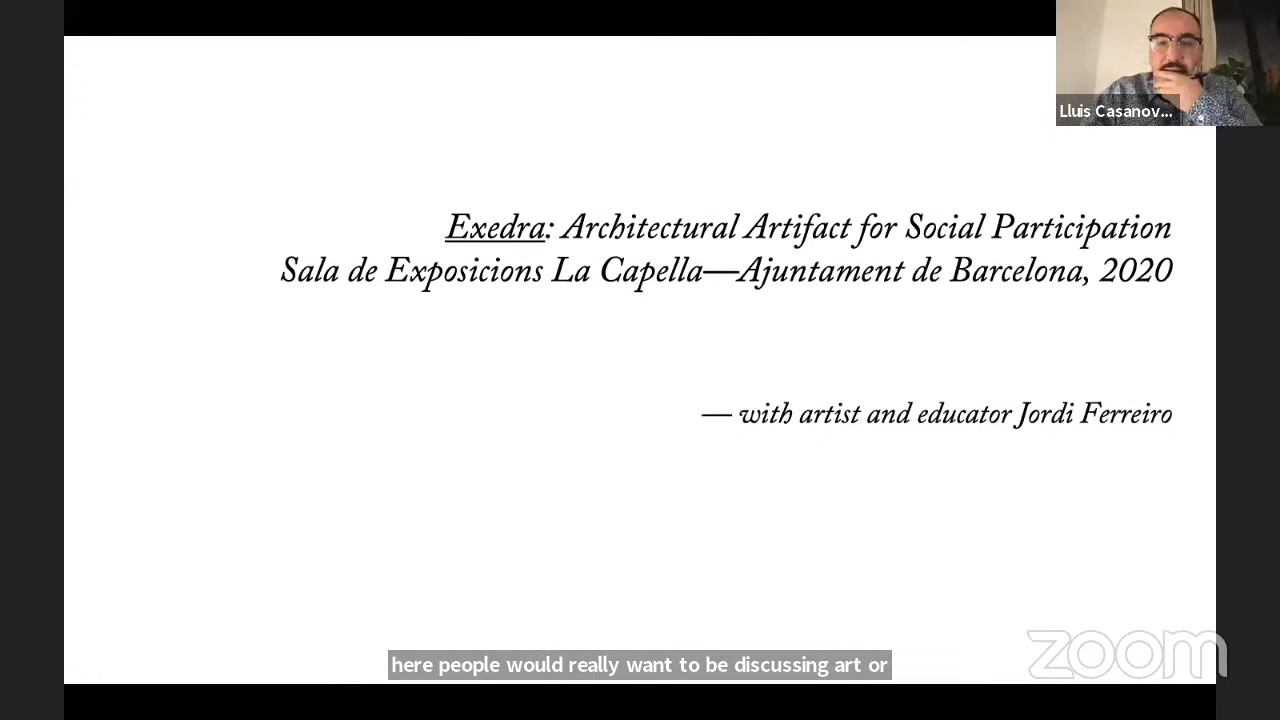 Lluis Casanov...
Exedra: Architectural Artifact for Social Participation
Sala de Exposicions La Capella—Ajuntament de Barcelona, 2020
— with artist and educator Jordi Ferreiro
here people would really want to be discussing art or
zoom